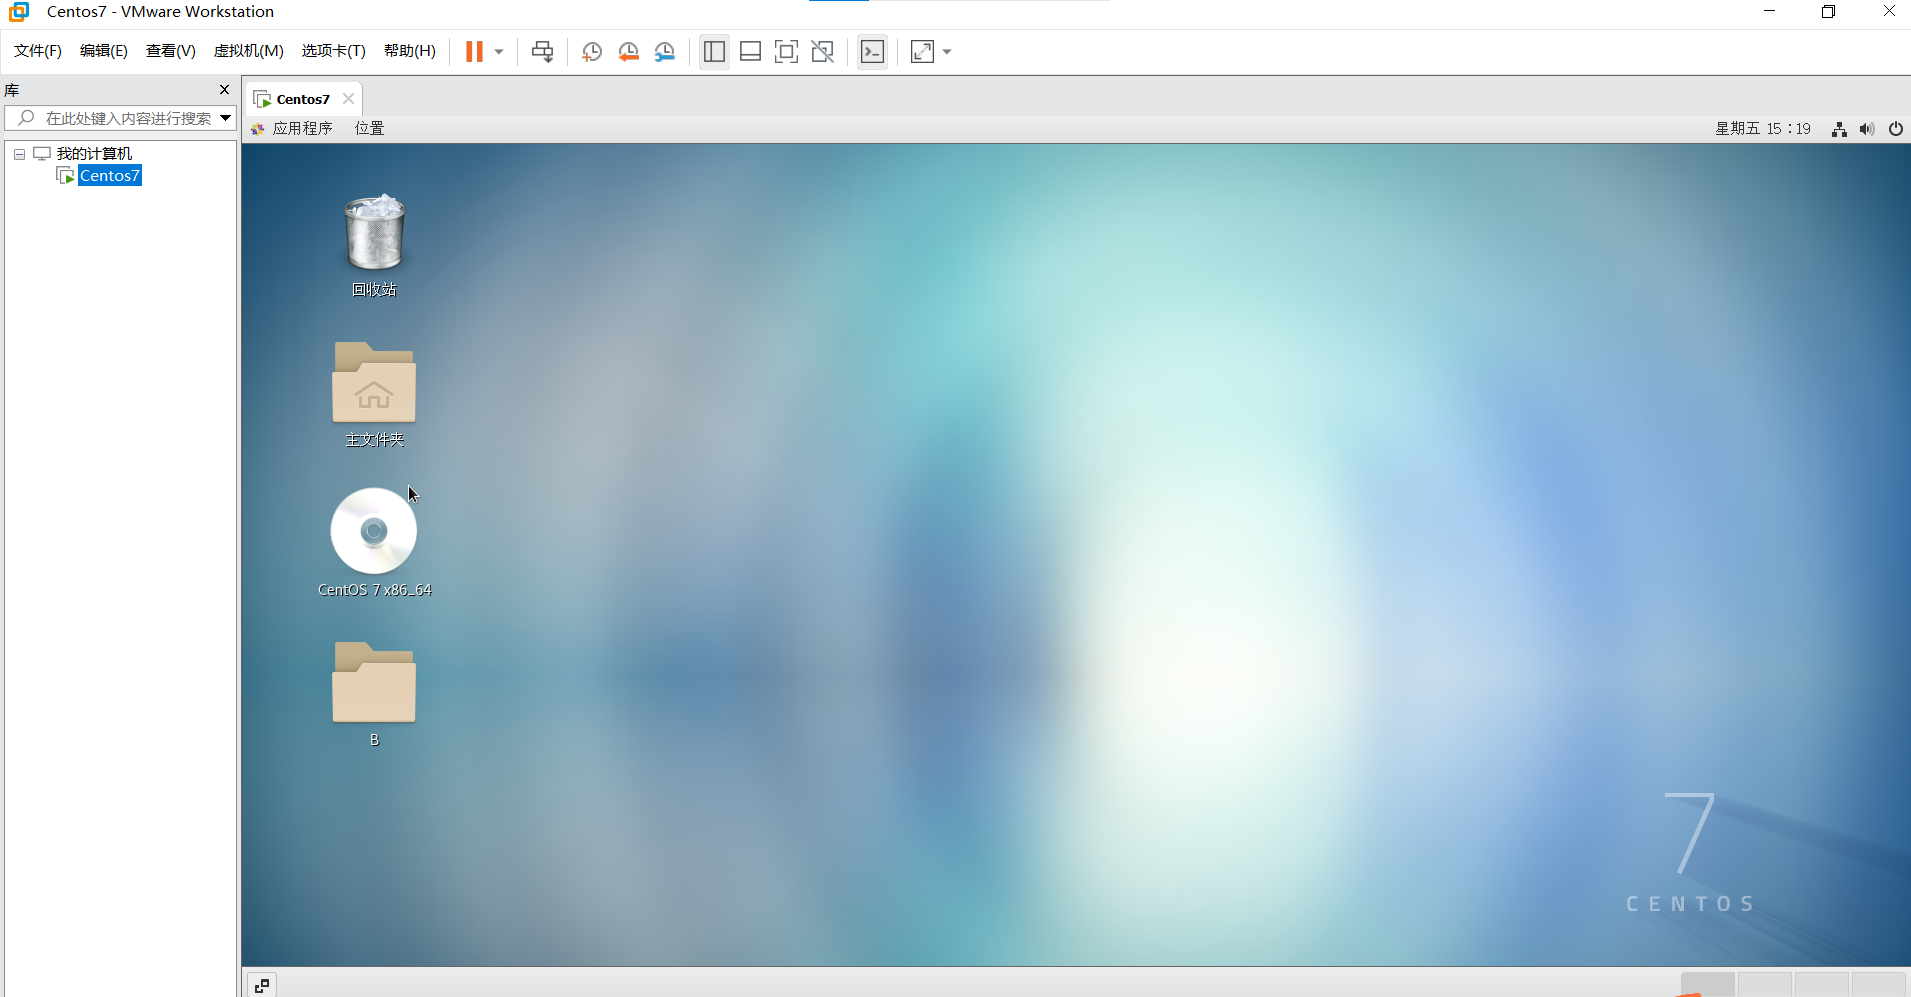 Centos7 - VMware Workstation
文件(F) 编辑(E) 查看(V) 虚拟机(M) 选项卡(T) 帮助(H)
库
Centos7
在此处键入内容进行搜索
应用程序 位置
星期五 15：19
我的计算机
Centos7
回收站
主文件夹
CentOS 7 x86_64
B
7
CENTOS